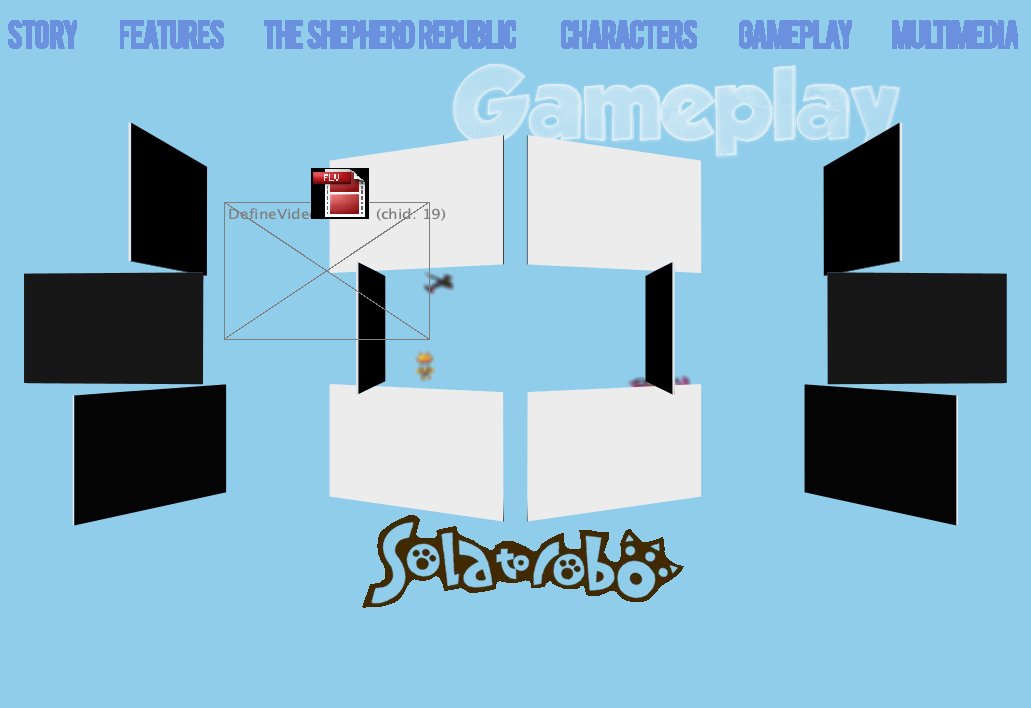 STORY FEATURES THE SHEPHERD REPUBLIC CHARACTERS GAMEPLAY MULTIMEDIA
Gameplay
FLV
(chid: 19)
Solatorobo